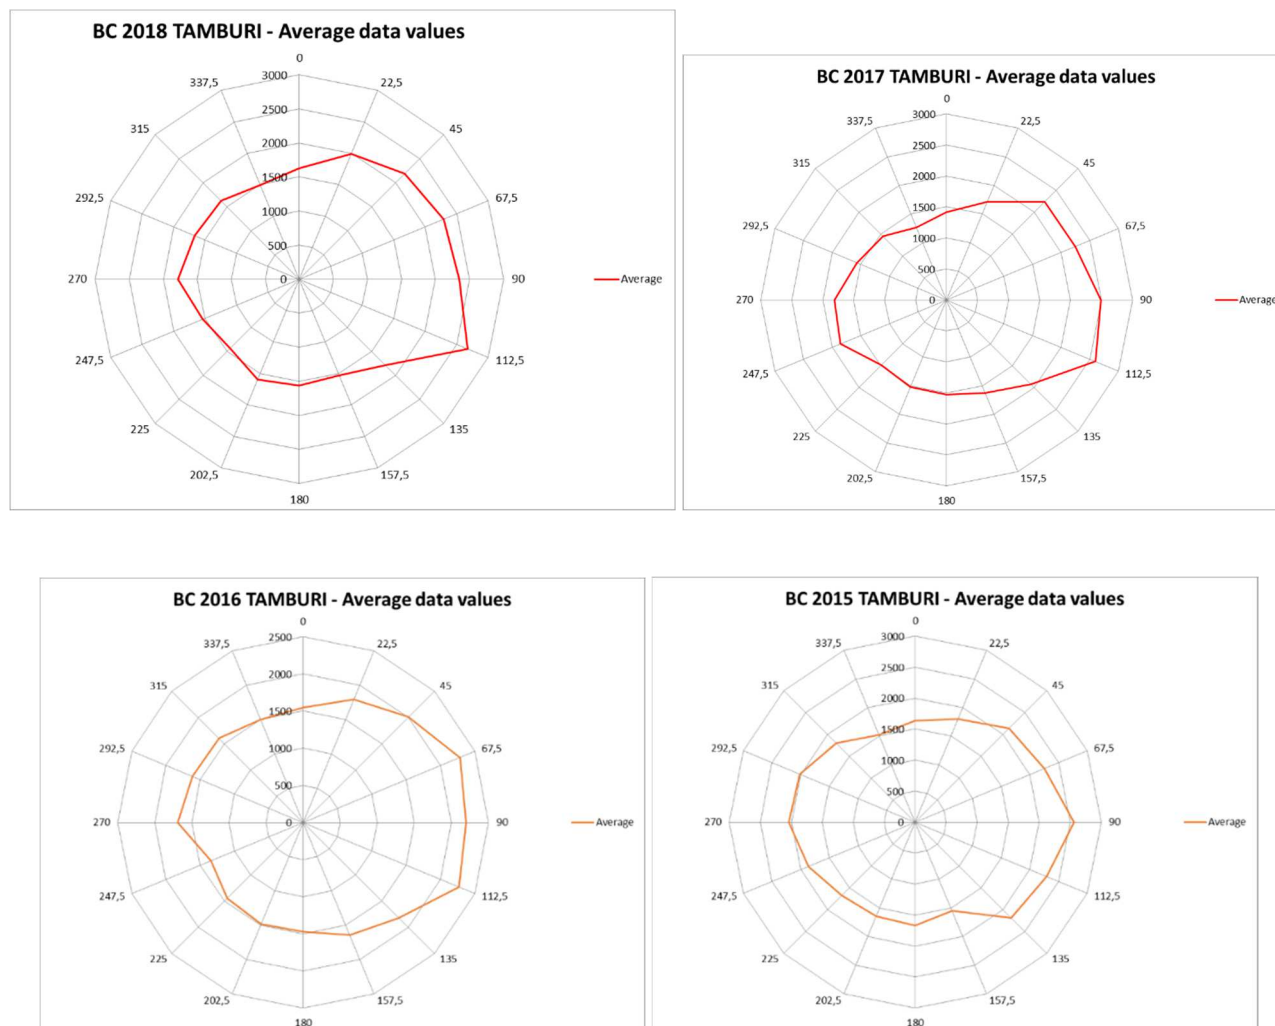 BC 2018 TAMBURI - Average data values
0
337,5 3000 22,5
2500
315 2000 45
1500
292,5 1000 67,5
500
270 0 90 Average
247,5 112,5
225 135
202,5 157,5
180
BC 2017 TAMBURI - Average data values
0
3000
337,5 22,5
2500
315 2000 45
1500
292,5 1000 67,5
500
270 0 90 Average
247,5 112,5
225 135
202,5 157,5
180
BC 2016 TAMBURI - Average data values
0
2500
337,5 22,5
2000
315 45
1500
292,5 1000 67,5
500
270 0 90 Average
247,5 112,5
225 135
202,5 157,5
180
BC 2015 TAMBURI - Average data values
0
3000
337,5 22,5
2500
315 2000 45
1500
292,5 1000 67,5
500
270 0 90 Average
247,5 112,5
225 135
202,5 157,5
180